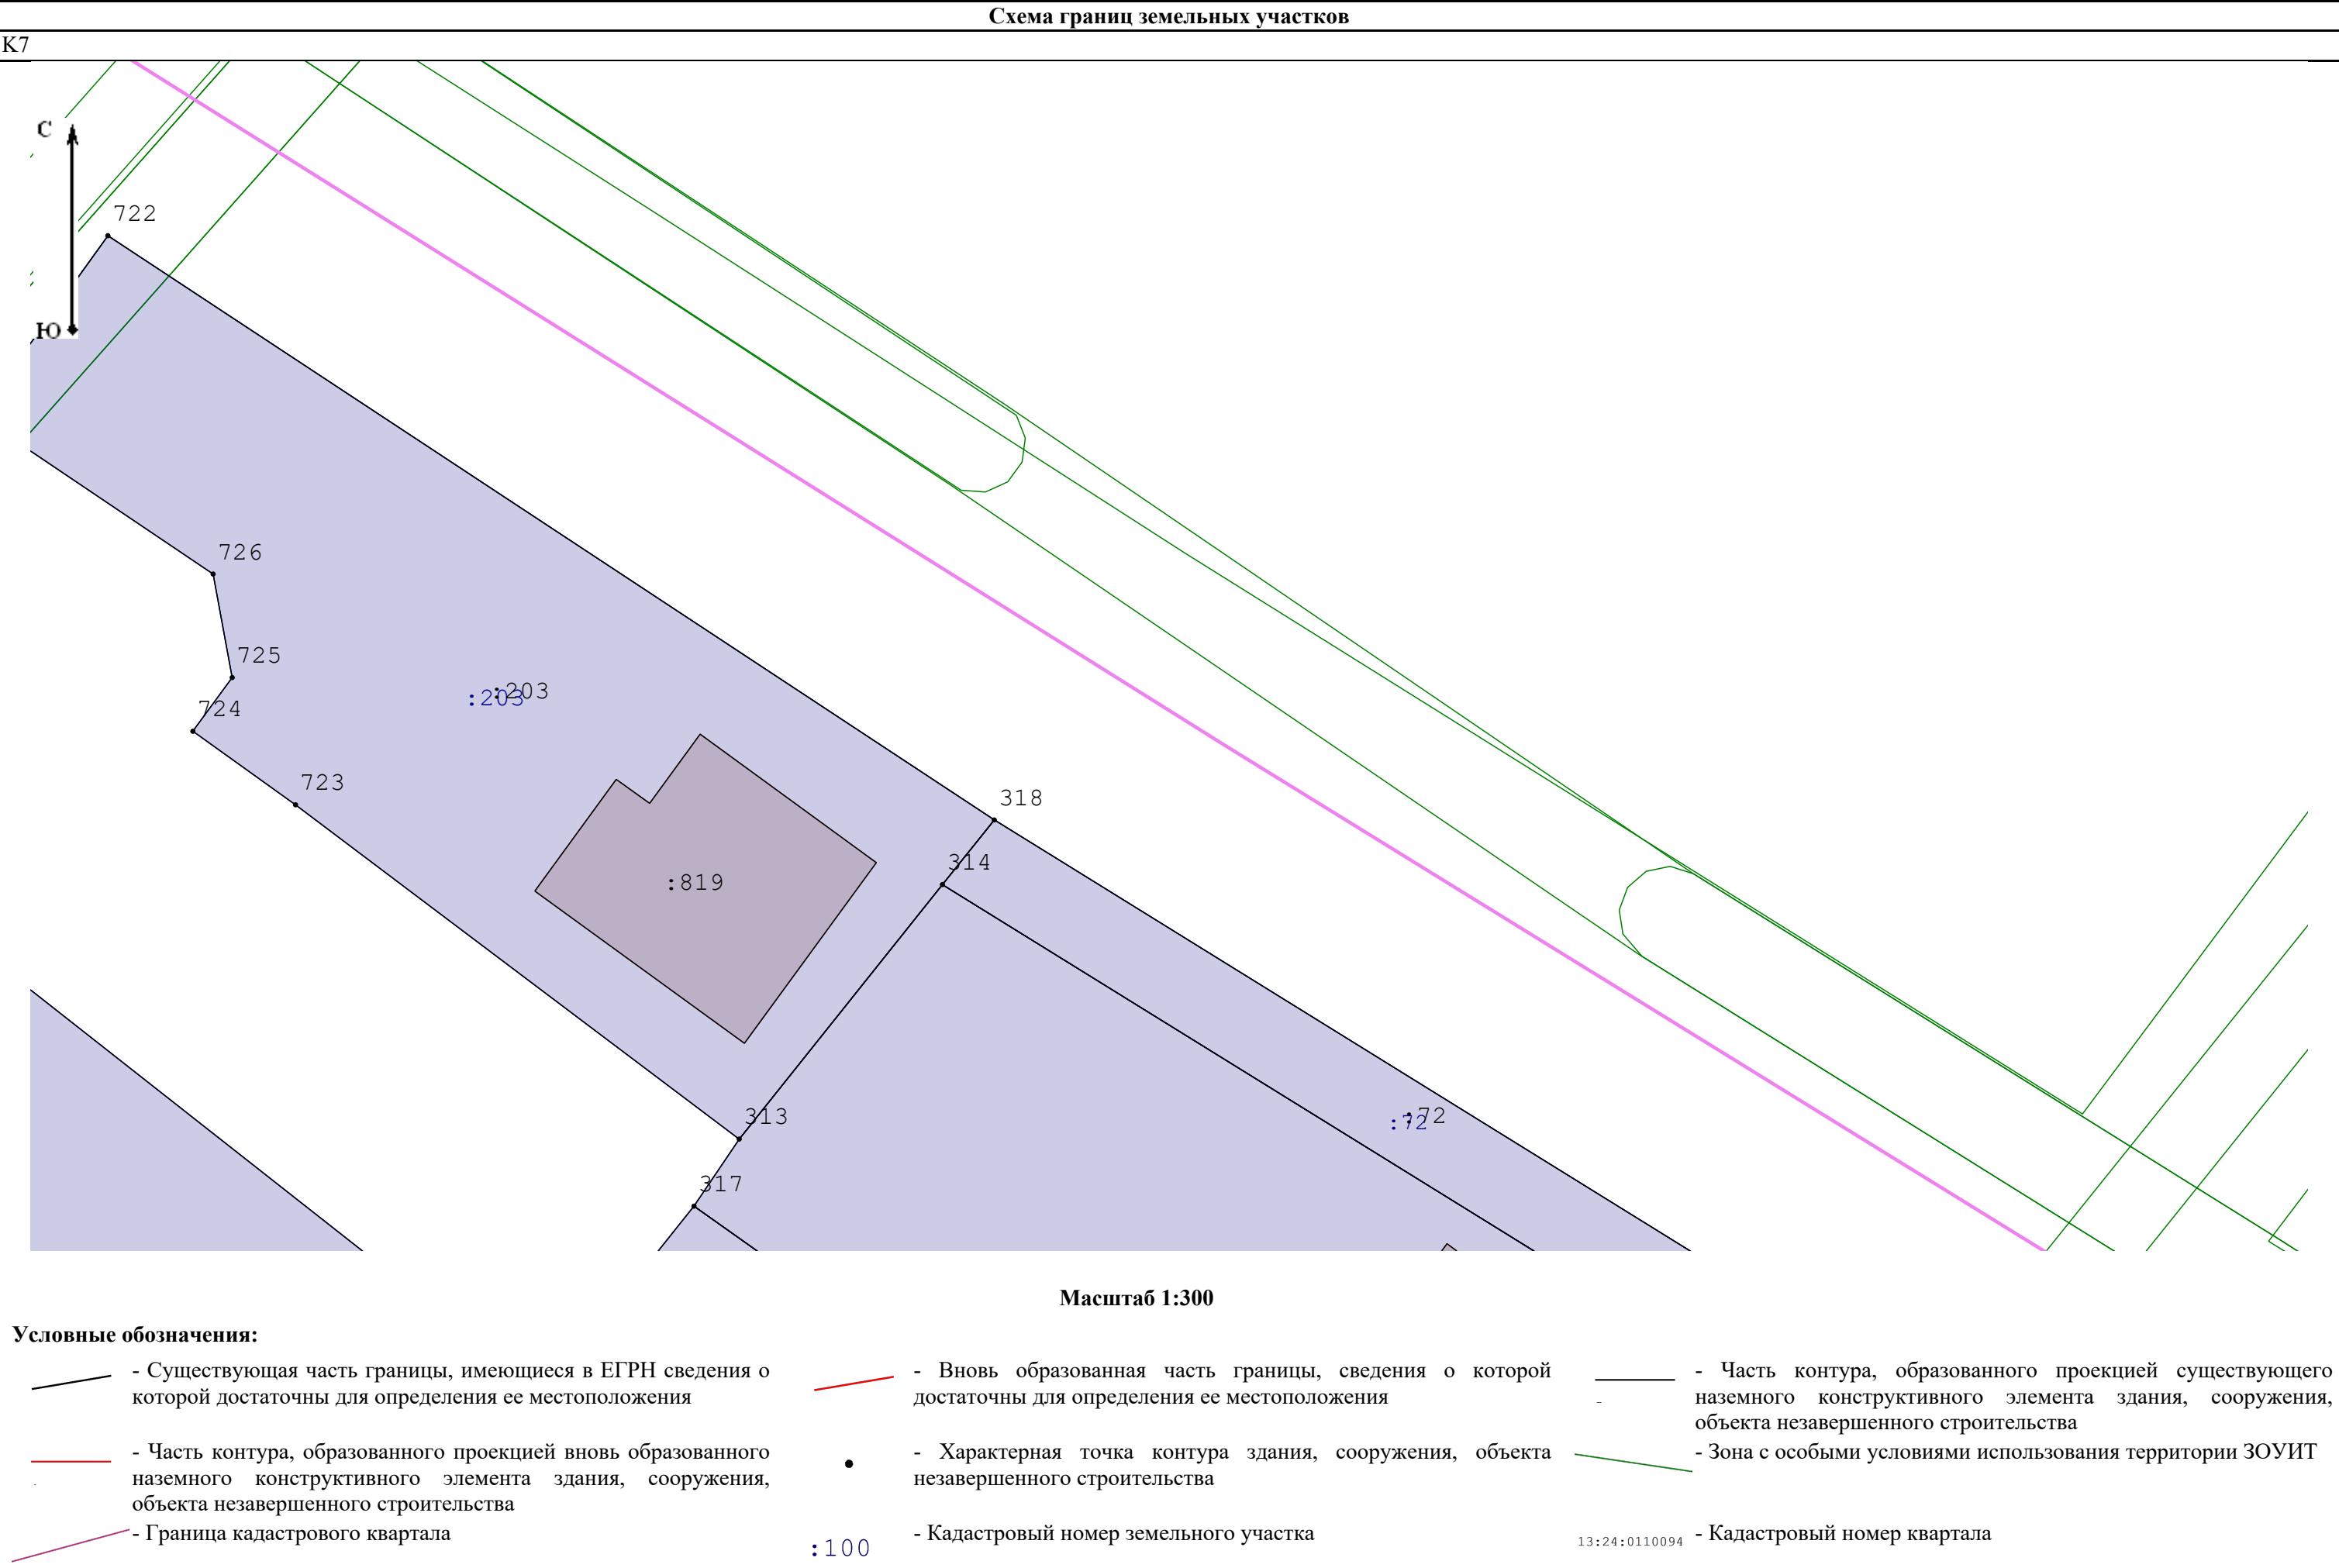 Схема границ земельных участков
К7
С
Ю
722
726
725
724
723
:203
:203
:819
318
314
313
317
:72
:72
Масштаб 1:300
Условные обозначения:
- Существующая часть границы, имеющиеся в ЕГРН сведения о
которой достаточны для определения ее местоположения
- Вновь образованная часть границы, сведения о которой
достаточны для определения ее местоположения
- Часть контура, образованного проекцией существующего
наземного конструктивного элемента здания, сооружения,
объекта незавершенного строительства
- Часть контура, образованного проекцией вновь образованного
наземного конструктивного элемента здания, сооружения,
объекта незавершенного строительства
- Характерная точка контура здания, сооружения, объекта
незавершенного строительства
- Зона с особыми условиями использования территории ЗОУИТ
- Граница кадастрового квартала
:100
- Кадастровый номер земельного участка
13:24:0110094
- Кадастровый номер квартала